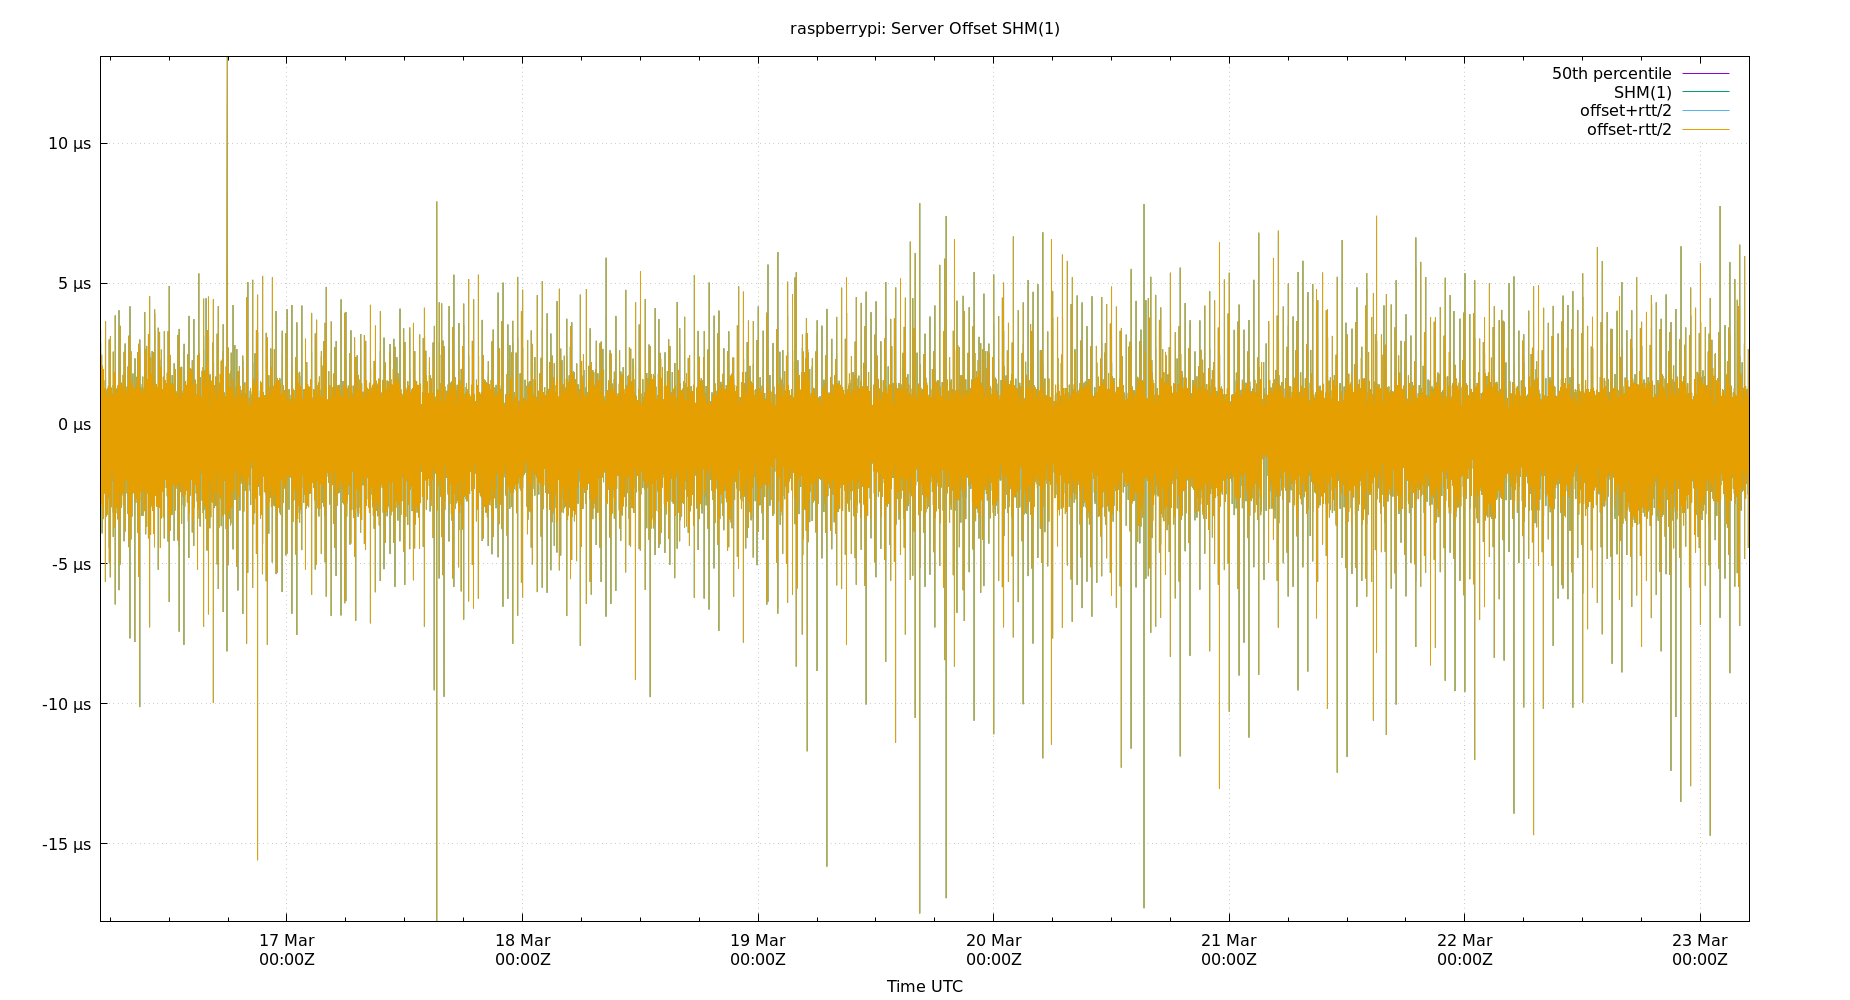 raspberrypi: Server Offset SHM(1)
50th percentile
SHM(1)
offset+rtt/2
offset-rtt/2
10 µs
5 µs
0 µs
-5 µs
-10 µs
-15 µs
17 Mar 18 Mar 19 Mar 20 Mar 21 Mar 22 Mar 23 Mar
00:00Z 00:00Z 00:00Z 00:00Z 00:00Z 00:00Z 00:00Z
Time UTC